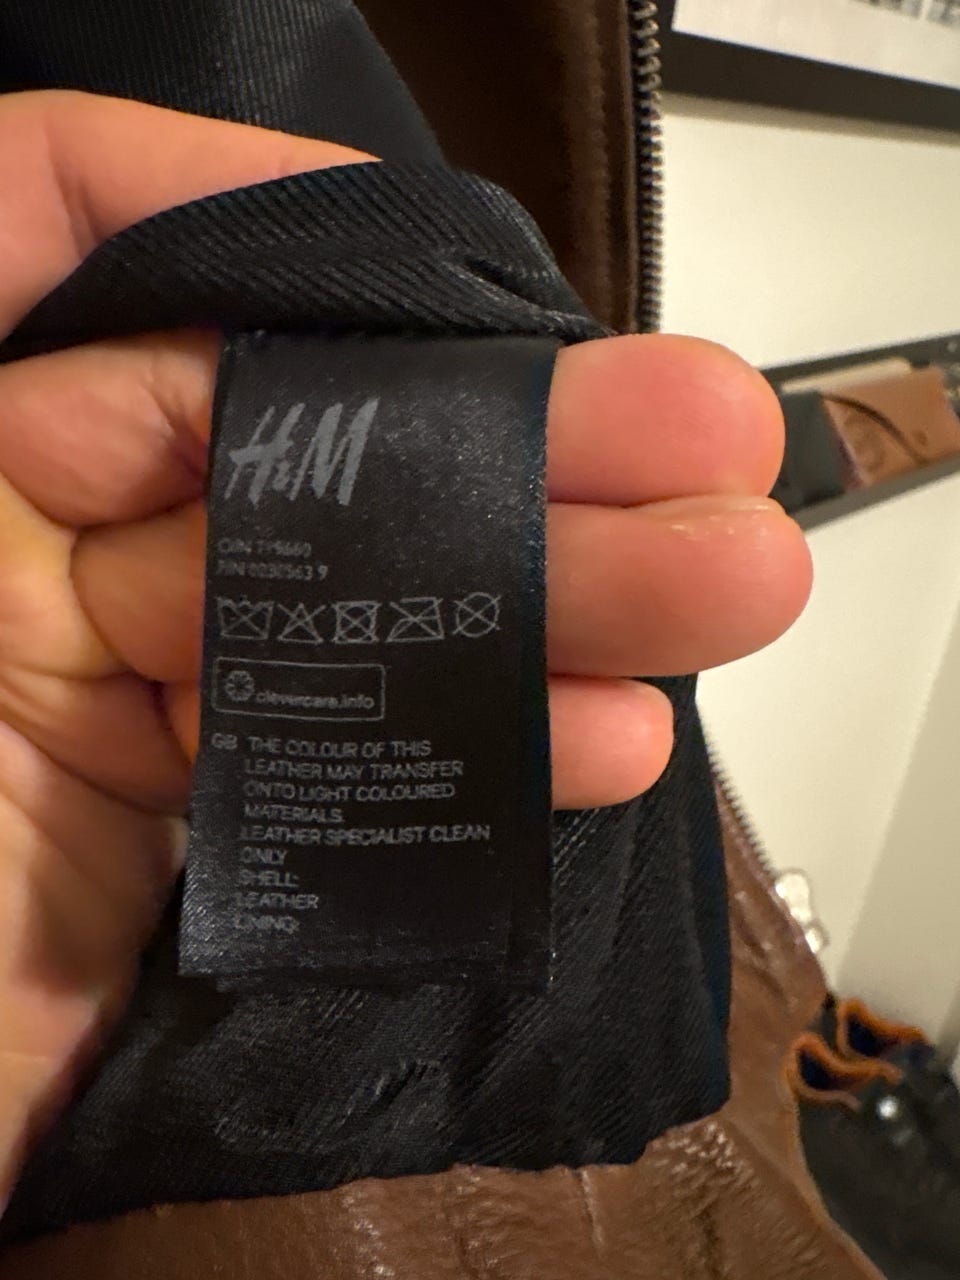 H&M
clevercare.info
GB THE COLOUR OF THIS
LEATHER MAY TRANSFER
ONTO LIGHT COLOURED
MATERIALS.
LEATHER SPECIALIST CLEAN
ONLY
SHELL:
LEATHER
LINING: